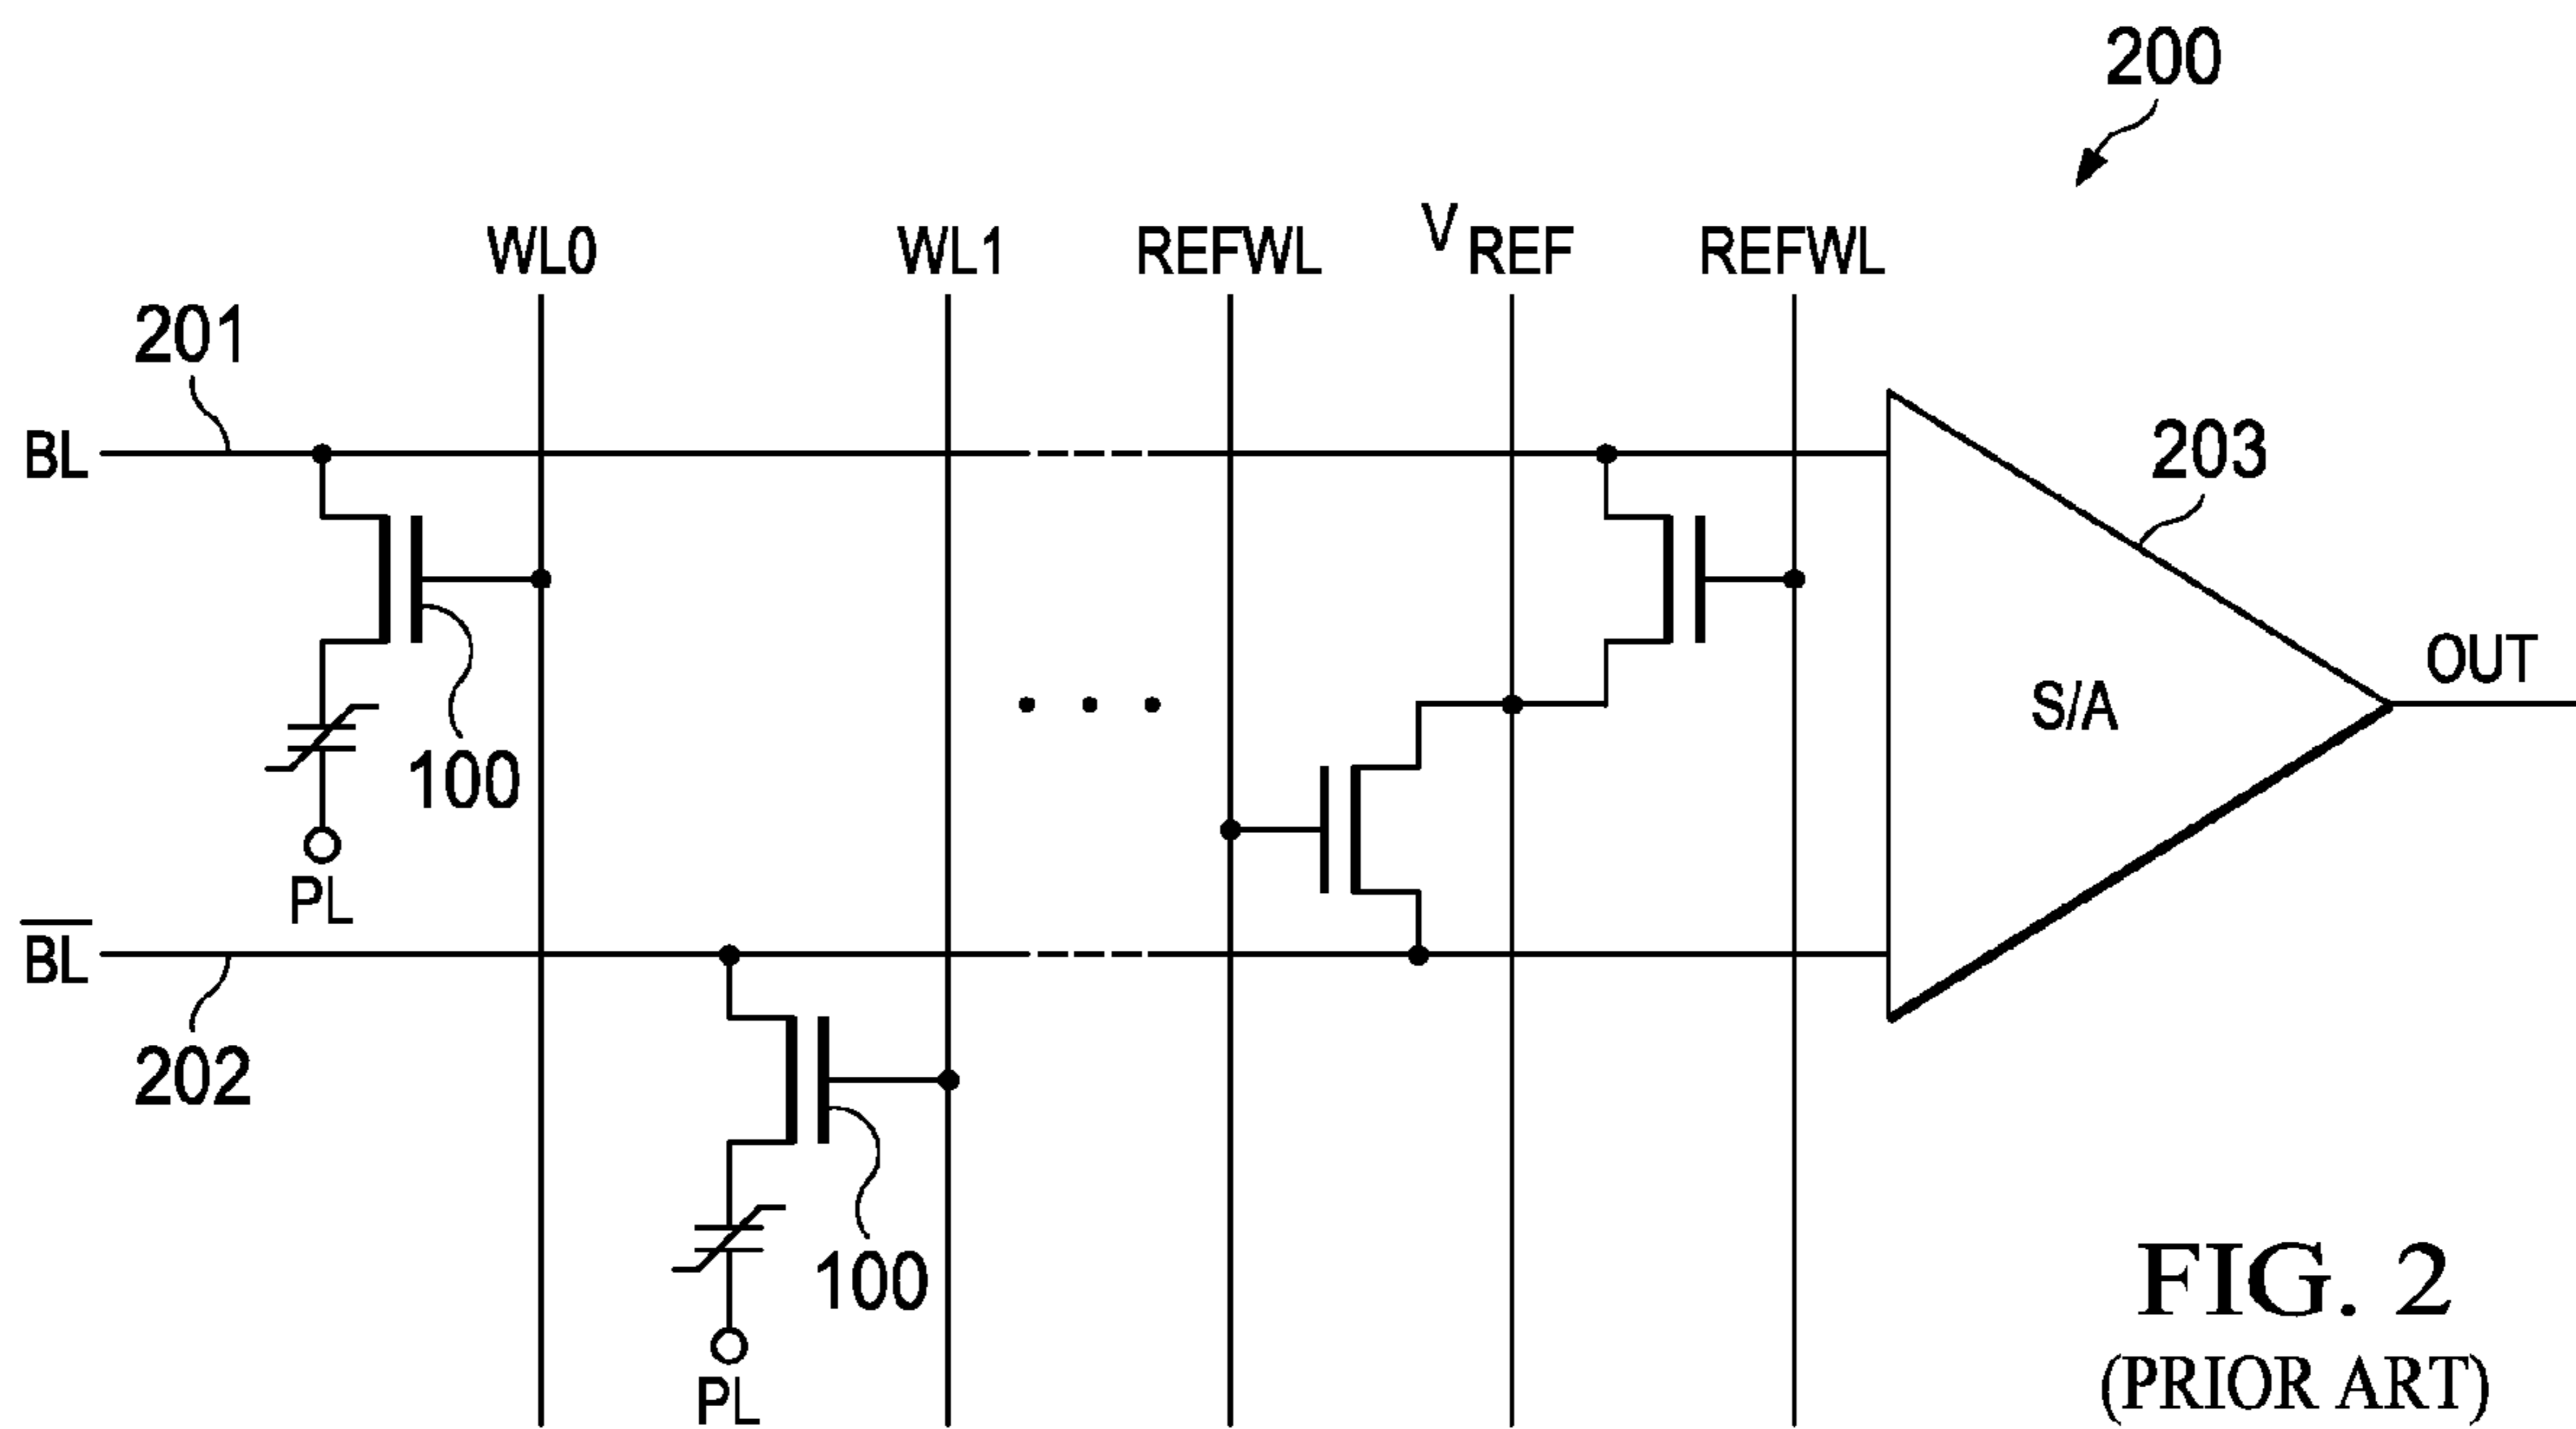 200
WL0 WL1 REFWL VREF REFWL
201
BL
203
S/A
OUT
100
PL
B̅L̅
202
100
PL
FIG. 2
(PRIOR ART)